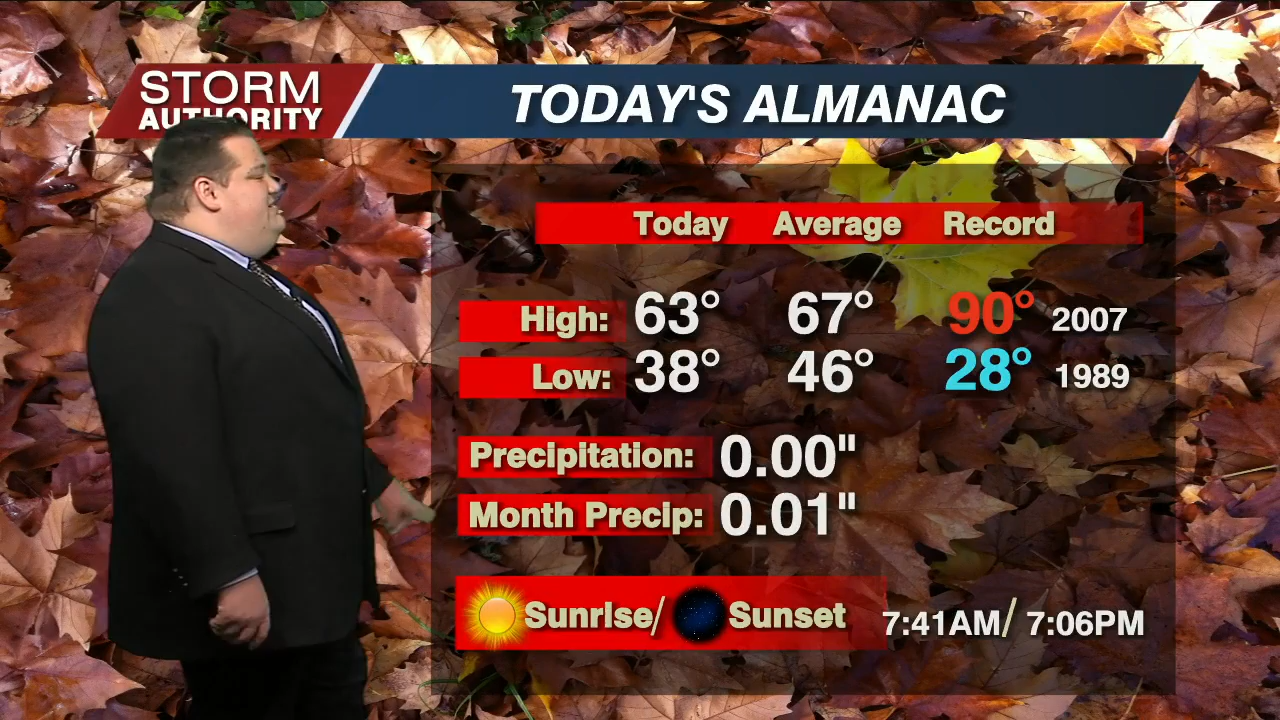 STORM
AUTHORITY
TODAY'S ALMANAC
Today Average Record
High: 63° 67° 90° 2007
Low: 38° 46° 28° 1989
Precipitation: 0.00"
Month Precip: 0.01"
Sunrise/ Sunset 7:41AM/ 7:06PM